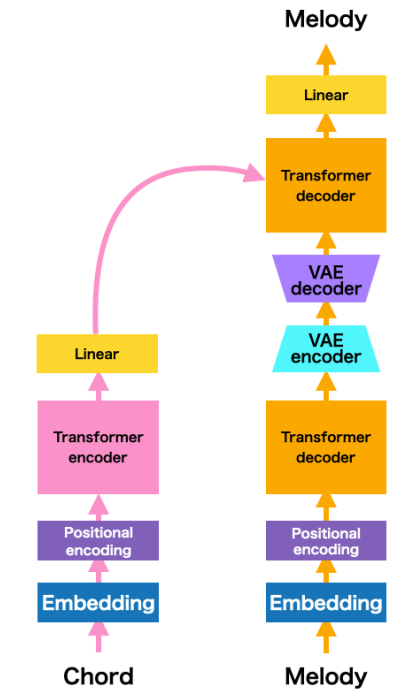 Melody
Linear
Transformer
decoder
VAE
decoder
VAE
encoder
Linear
Transformer
encoder
Transformer
decoder
Positional
encoding
Positional
encoding
Embedding
Embedding
Chord
Melody